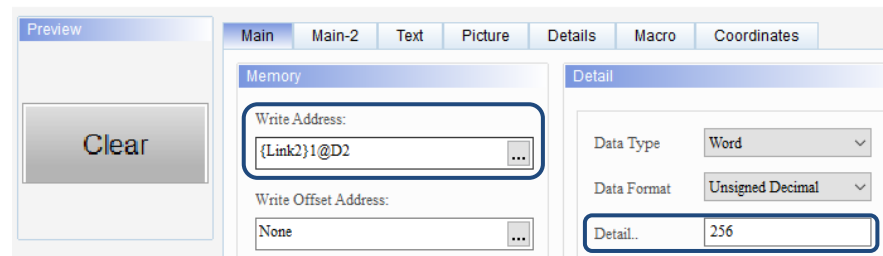 Preview
Clear
Main Main-2 Text Picture Details Macro Coordinates
Memory
Write Address:
{Link2}1@D2
...
Write Offset Address:
None
...
Detail
Data Type Word
Data Format Unsigned Decimal
Detail.. 256